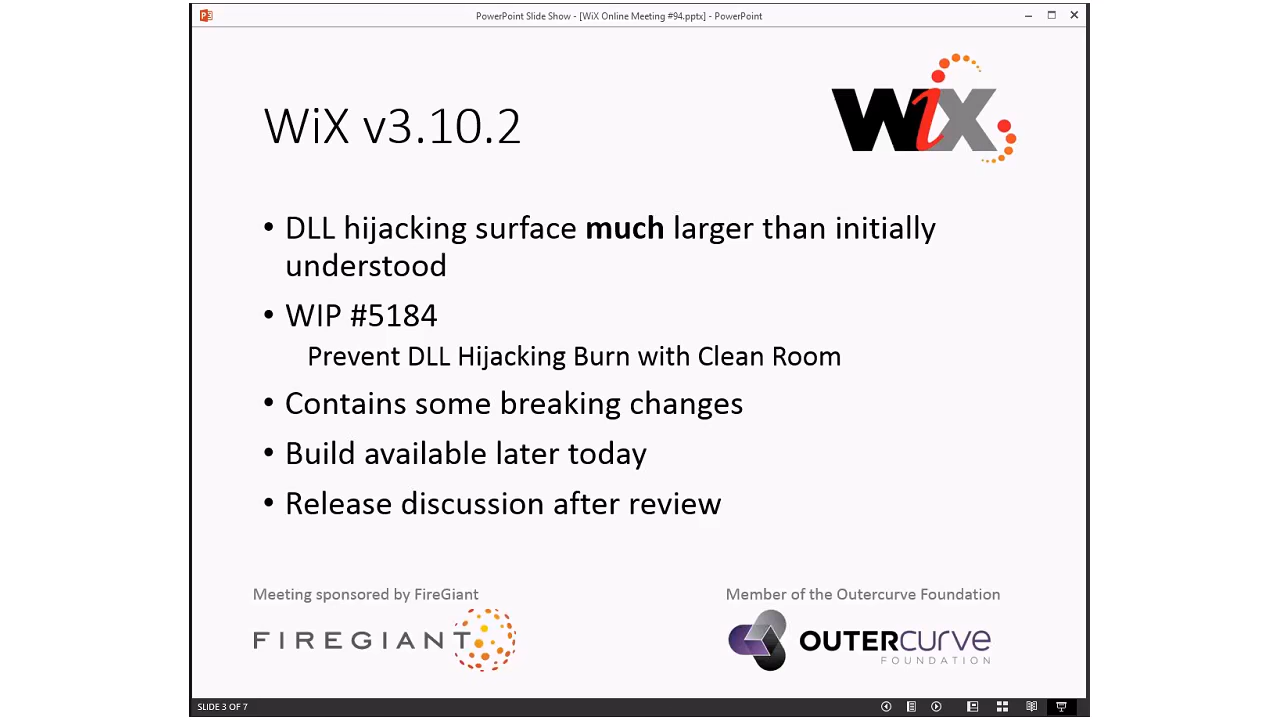 PowerPoint Slide Show - [WiX Online Meeting #94.pptx] - PowerPoint
WiX
WiX v3.10.2
• DLL hijacking surface much larger than initially
understood
• WIP #5184
Prevent DLL Hijacking Burn with Clean Room
• Contains some breaking changes
• Build available later today
• Release discussion after review
Meeting sponsored by FireGiant
Member of the Outercurve Foundation
FIREGIANT
OUTERCURVE
FOUNDATION
SLIDE 3 OF 7